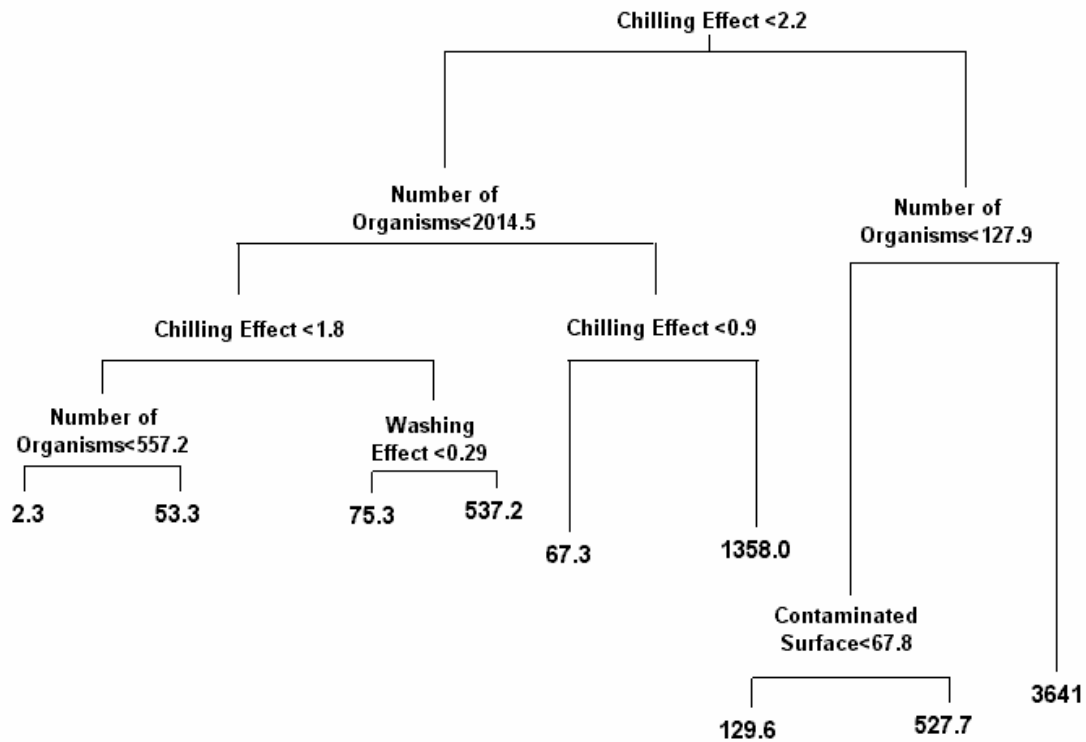 Chilling Effect <2.2
Number of
Organisms<2014.5
Number of
Organisms<127.9
Chilling Effect <1.8
Chilling Effect <0.9
Number of
Organisms<557.2
Washing
Effect <0.29
2.3
53.3
75.3
537.2
67.3
1358.0
Contaminated
Surface<67.8
129.6
527.7
3641